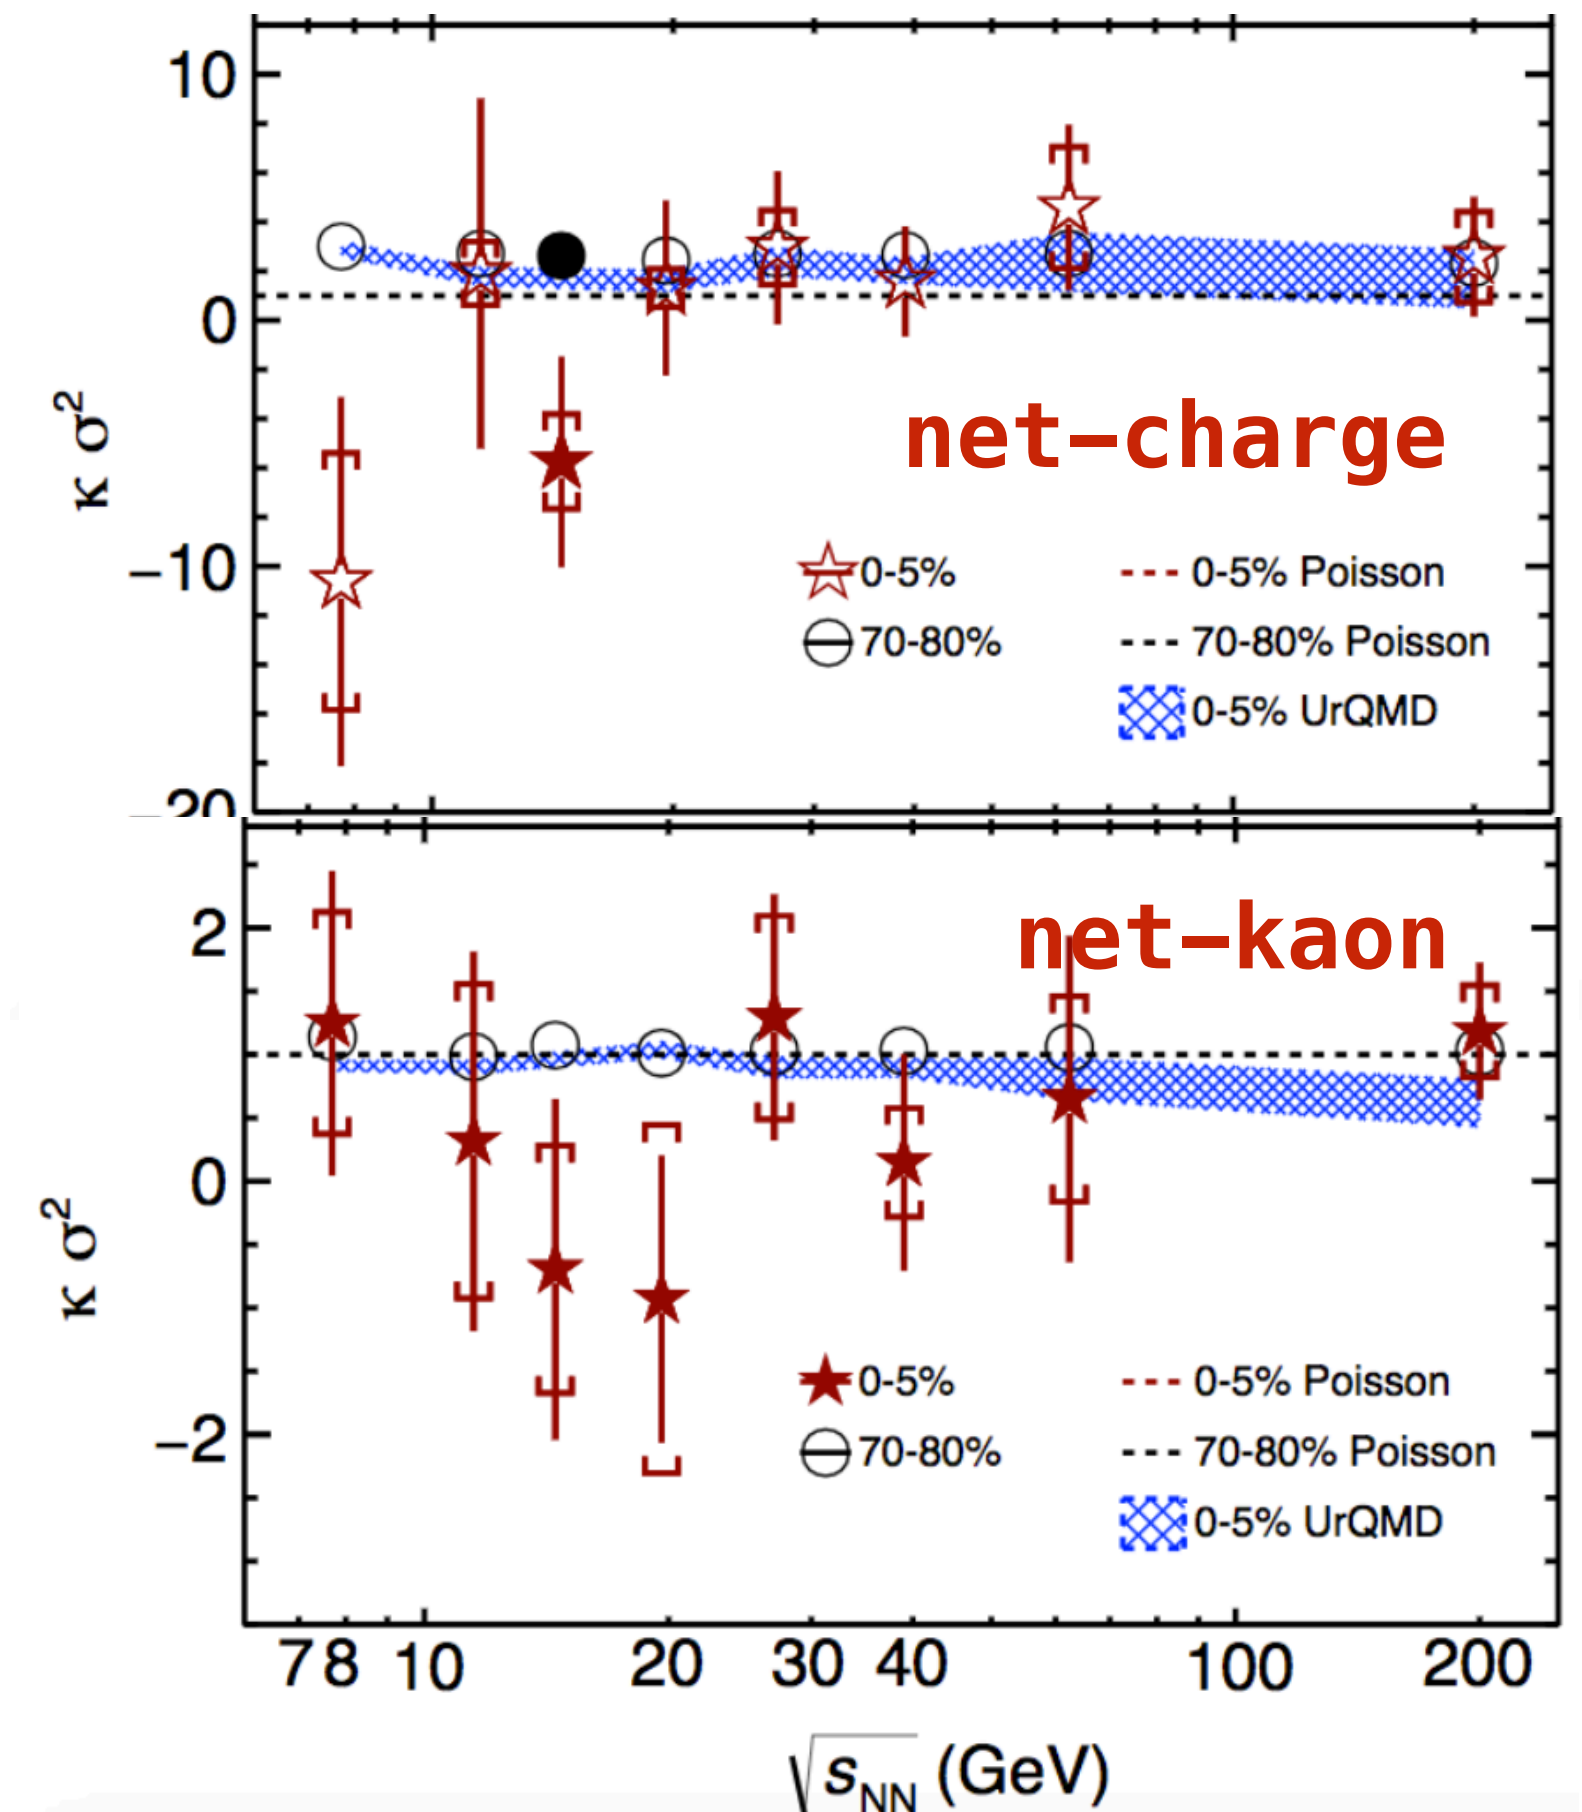 10
0
−10
−20
κ σ²
net−charge
0-5%
0-5% Poisson
70-80%
70-80% Poisson
0-5% UrQMD
2
0
−2
κ σ²
net−kaon
0-5%
0-5% Poisson
70-80%
70-80% Poisson
0-5% UrQMD
7 8 10 20 30 40 100 200
√sNN (GeV)